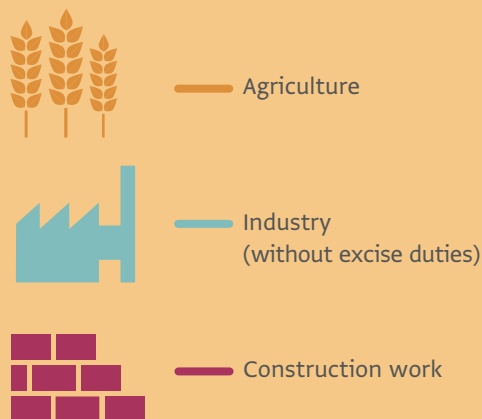 Agriculture
Industry
(without excise duties)
Construction work